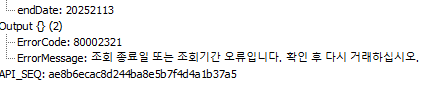 endDate: 20252113
Output {} (2)
ErrorCode: 80002321
ErrorMessage: 조회 종료일 또는 조회기간 오류입니다. 확인 후 다시 거래하십시오.
API_SEQ: ae8b6ecac8d244ba8e5b7f4d4a1b37a5